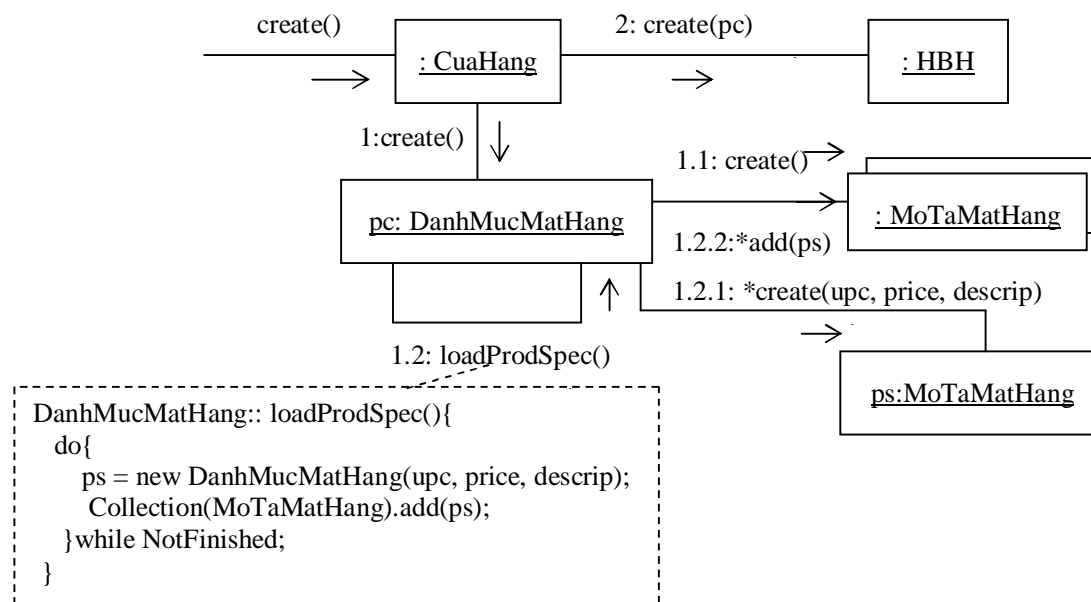 create()
2: create(pc)
: CuaHang
: HBH
1:create()
1.1: create()
pc: DanhMucMatHang
: MoTaMatHang
1.2.2:*add(ps)
1.2.1: *create(upc, price, descrip)
1.2: loadProdSpec()
ps:MoTaMatHang
DanhMucMatHang:: loadProdSpec(){
do{
ps = new DanhMucMatHang(upc, price, descrip);
Collection(MoTaMatHang).add(ps);
}while NotFinished;
}